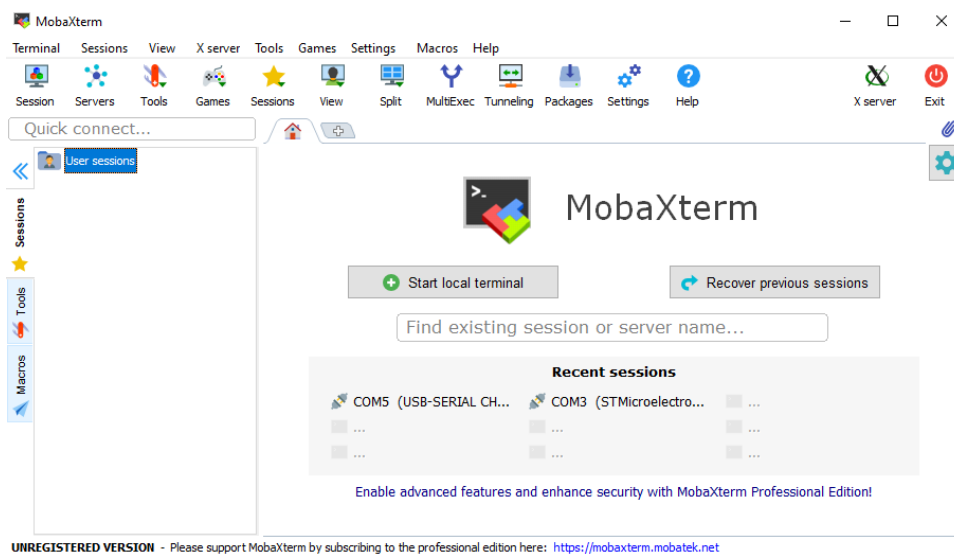 MobaXterm
Terminal Sessions View X server Tools Games Settings Macros Help
Session Servers Tools Games Sessions View Split MultiExec Tunneling Packages Settings Help X server Exit
Quick connect...
User sessions
Sessions
Tools
Macros
>_
MobaXterm
Start local terminal
Recover previous sessions
Find existing session or server name...
Recent sessions
COM5 (USB-SERIAL CH... COM3 (STMicroelectro... ...
... ... ...
... ... ...
Enable advanced features and enhance security with MobaXterm Professional Edition!
UNREGISTERED VERSION - Please support MobaXterm by subscribing to the professional edition here: https://mobaxterm.mobatek.net